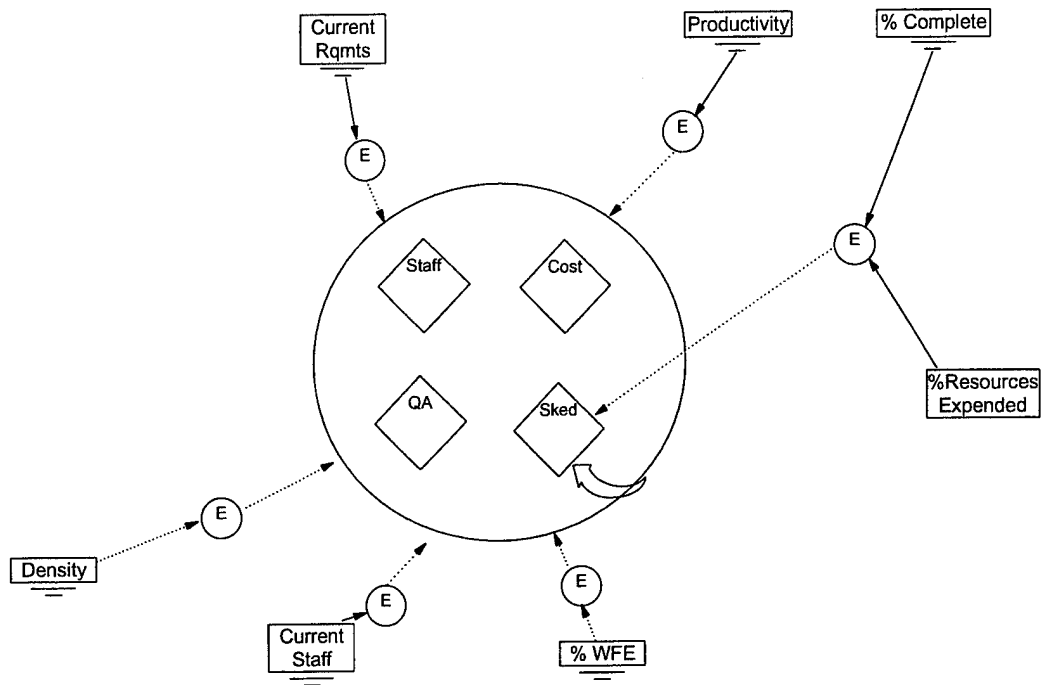 Current
Rqmts
Productivity
% Complete
E
E
E
Staff
Cost
%Resources
Expended
QA
Sked
E
Density
E
E
Current
Staff
% WFE